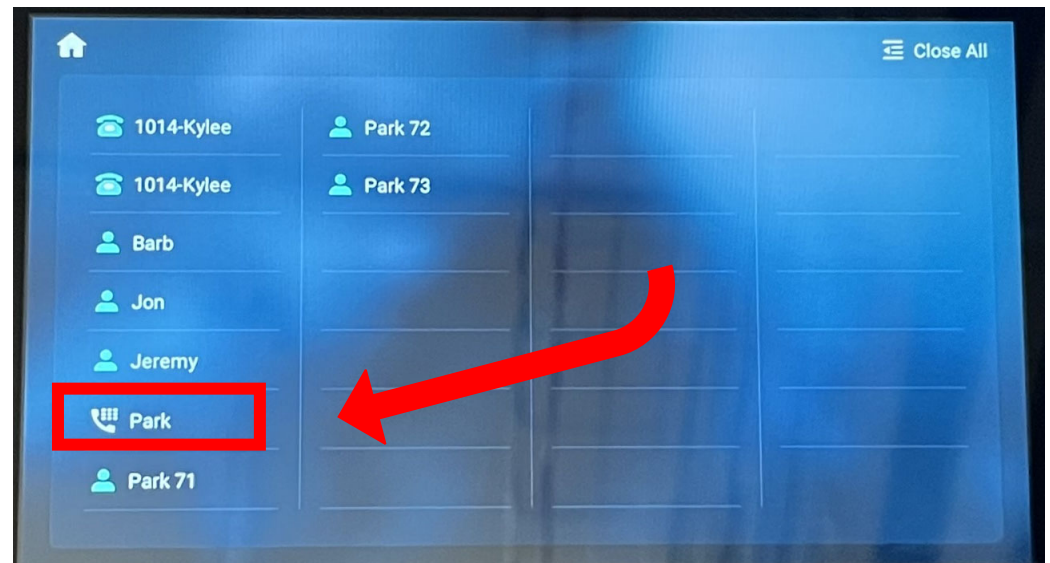 Close All
1014-Kylee
1014-Kylee
Barb
Jon
Jeremy
Park
Park 71
Park 72
Park 73